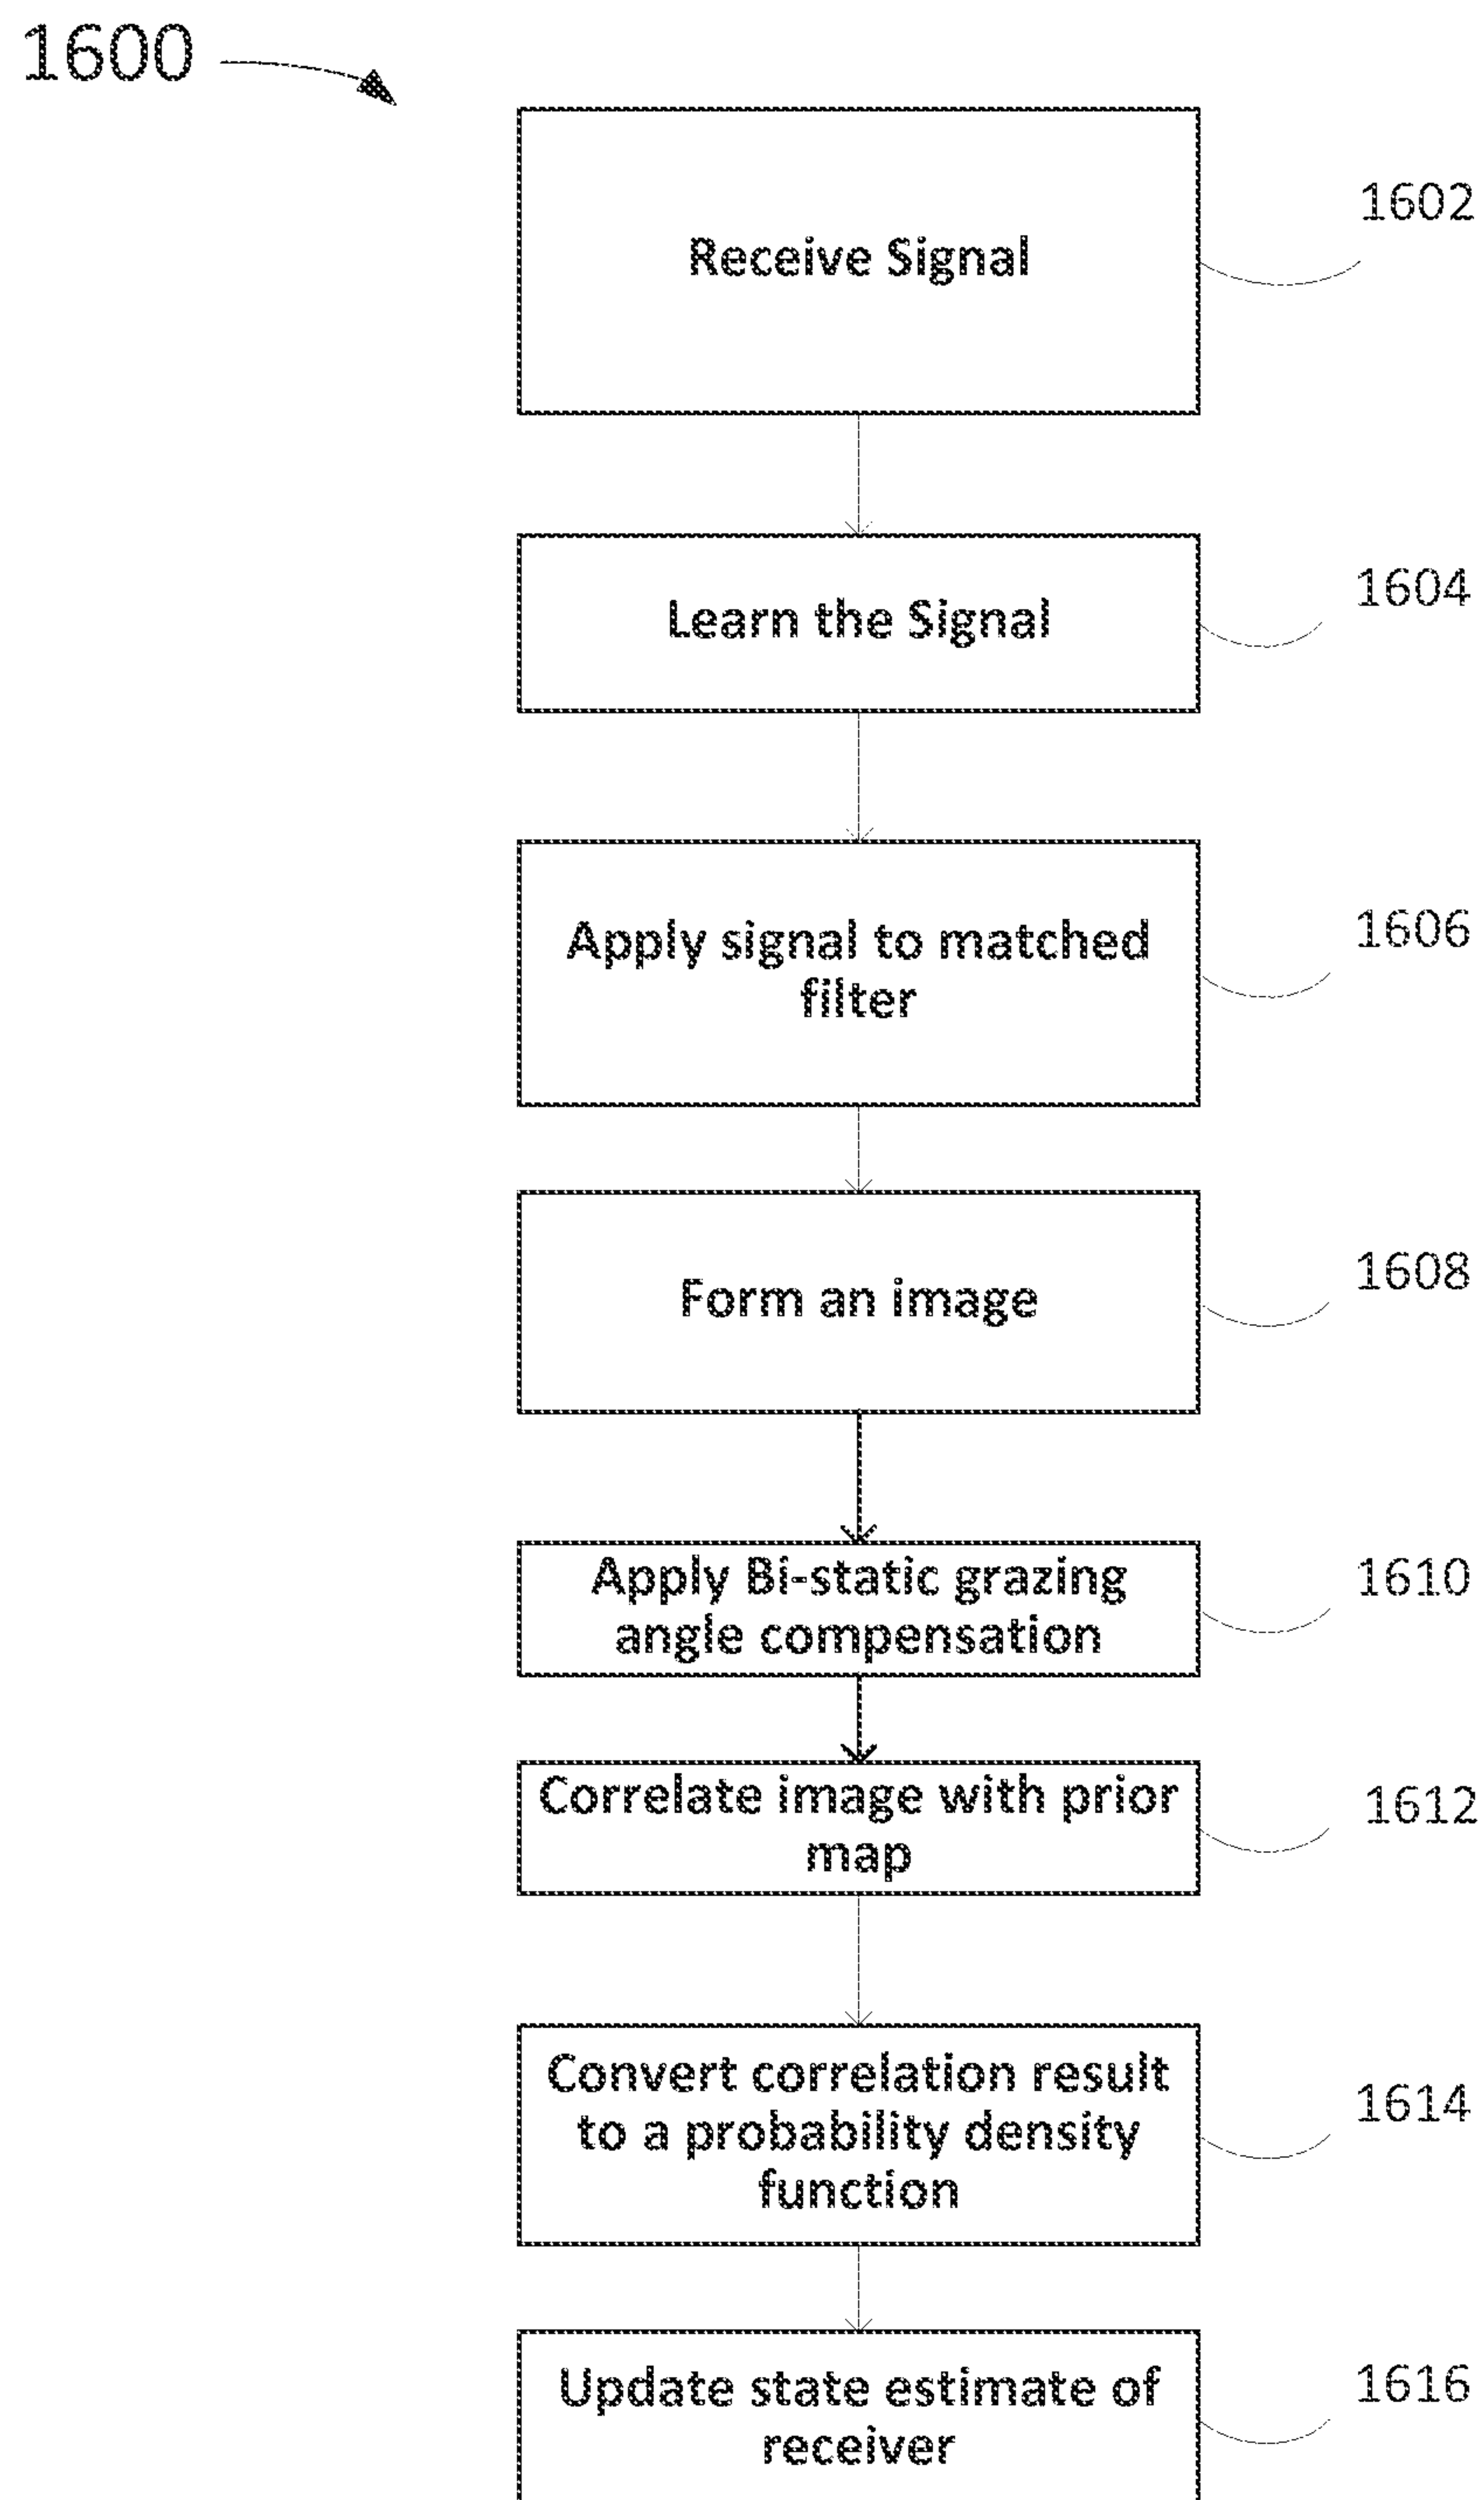 1600
Receive Signal
1602
Learn the Signal
1604
Apply signal to matched
filter
1606
Form an image
1608
Apply Bi-static grazing
angle compensation
1610
Correlate image with prior
map
1612
Convert correlation result
to a probability density
function
1614
Update state estimate of
receiver
1616